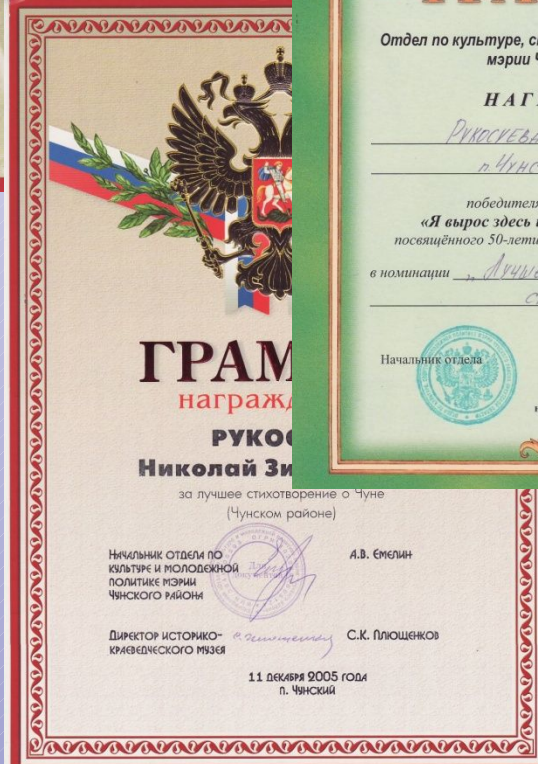 ГРАМ
награжд
РУКОС
Николай Зи
за лучшее стихотворение о Чуне
(Чунском районе)
Начальник отдела по
культуре и молодежной
политике мэрии
Чунского района
А.В. Емелин
Директор историко-
краеведческого музея
С.К. Плющенков
11 декабря 2005 года
п. Чунский
Отдел по культуре, с
мэрии Ч
НАГ
Рукосуева
п. Чунс
победителя
«Я вырос здесь
посвящённого 50-лети
в номинации „Лучше
Начальник отдела